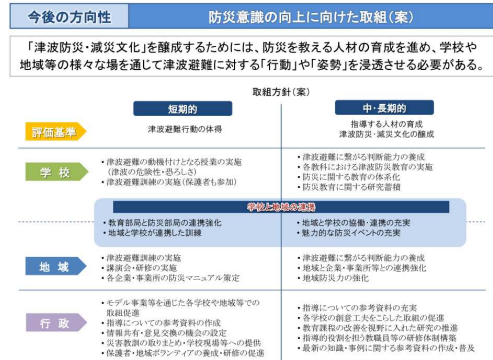 今後の方向性
防災意識の向上に向けた取組(案)
「津波防災・減災文化」を醸成するためには、防災を教える人材の育成を進め、学校や
地域等の様々な場を通じて津波避難に対する「行動」や「姿勢」を浸透させる必要がある。
取組方針(案)
短期的
中・長期的
評価基準
津波避難行動の体得
指導する人材の育成
津波防災・減災文化の醸成
学校
・津波避難の動機付けとなる授業の実施
(津波の危険性・恐ろしさ)
・津波避難訓練の実施(保護者も参加)
・津波避難に繋がる判断能力の養成
・各教科における津波防災教育の実施
・防災に関する教育の体系化
・防災教育に関する研究蓄積
学校と地域の連携
・教育部局と防災部局の連携強化
・地域と学校が連携した訓練
・地域と学校の協働・連携の充実
・魅力的な防災イベントの充実
地域
・津波避難訓練の実施
・講演会・研修の実施
・各企業・事業所の防災マニュアル策定
・津波避難に繋がる判断能力の養成
・地域と企業・事業所等との連携強化
・地域防災力の強化
行政
・モデル事業等を通じた各学校や地域等での
取組促進
・指導についての参考資料の作成
・情報共有・意見交換の機会の設定
・災害教訓の取りまとめ・学校現場等への提供
・保護者・地域ボランティアの養成・研修の促進
・指導についての参考資料の充実
・各学校の創意工夫をこらした取組の促進
・教育課程の改善を視野に入れた研究の推進
・指導的役割を担う教職員等の研修体制構築
・最新の知識・事例に関する参考資料の作成・普及